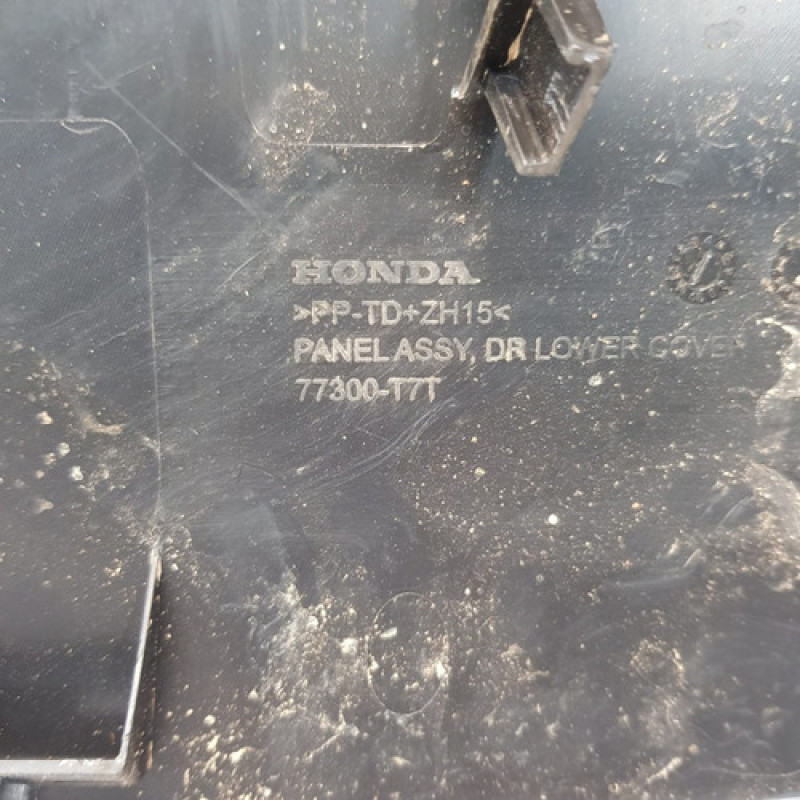 HONDA
>PP-TD+ZH15<
PANEL ASSY, DR LOWER COVER
77300-T7T